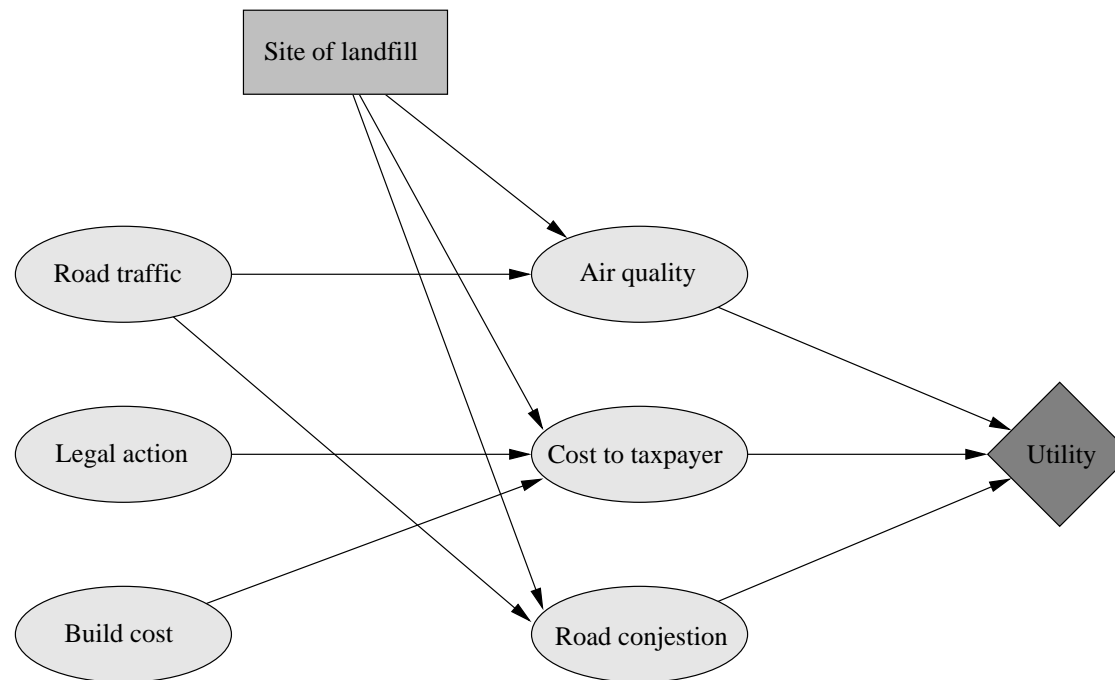 Site of landfill
Road traffic
Air quality
Legal action
Cost to taxpayer
Utility
Build cost
Road conjestion